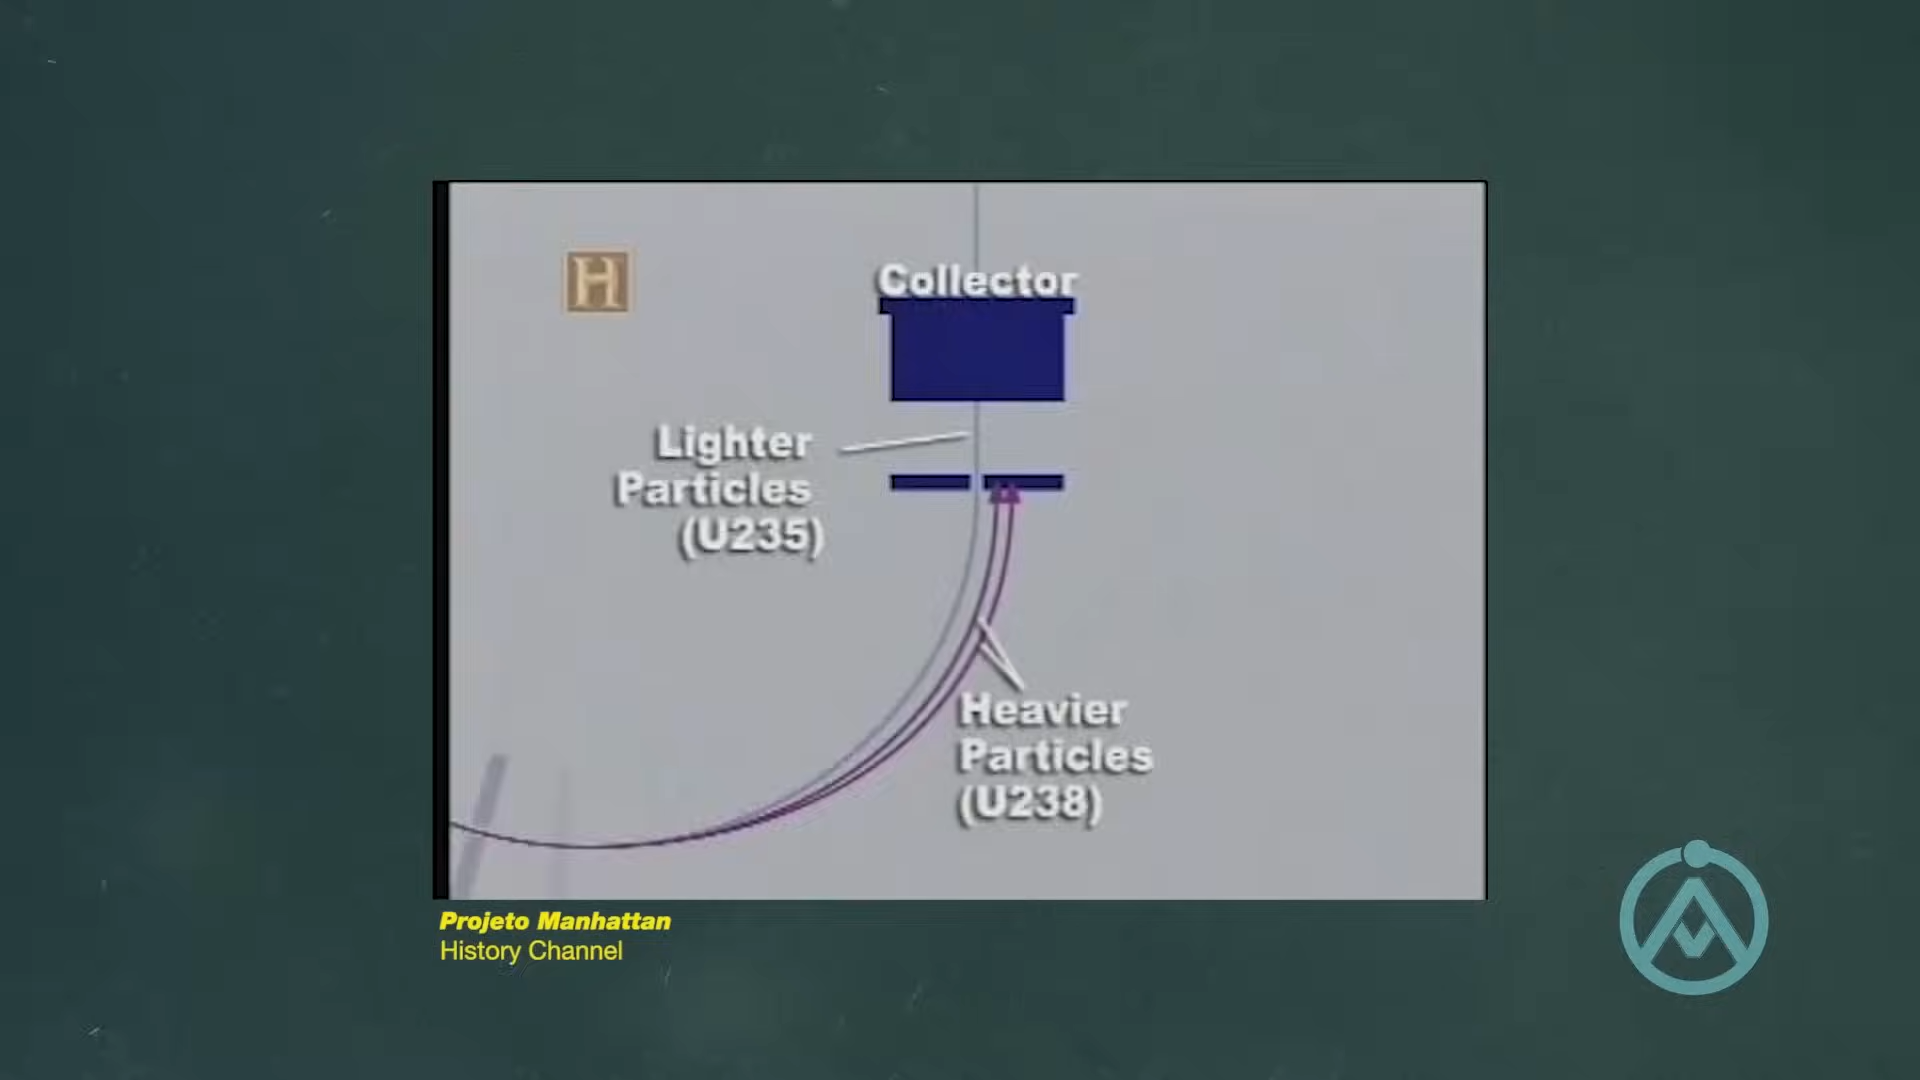 H
Collector
Lighter
Particles
(U235)
Heavier
Particles
(U238)
Projeto Manhattan
History Channel